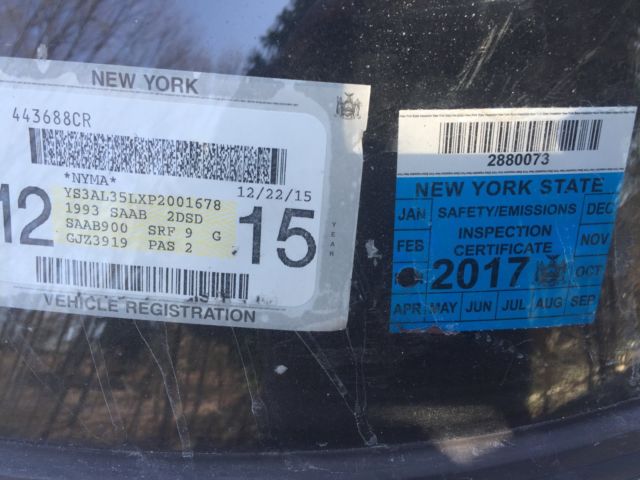 NEW YORK
443688CR
*NYMA*
12/22/15
YS3AL35LXP2001678
1993 SAAB 2DSD
SAAB900 SRF 9 G
GJZ3919 PAS 2
12
15
YEAR
VEHICLE REGISTRATION
2880073
NEW YORK STATE
JAN SAFETY/EMISSIONS DEC
FEB INSPECTION CERTIFICATE NOV
2017 OCT
APR MAY JUN JUL AUG SEP